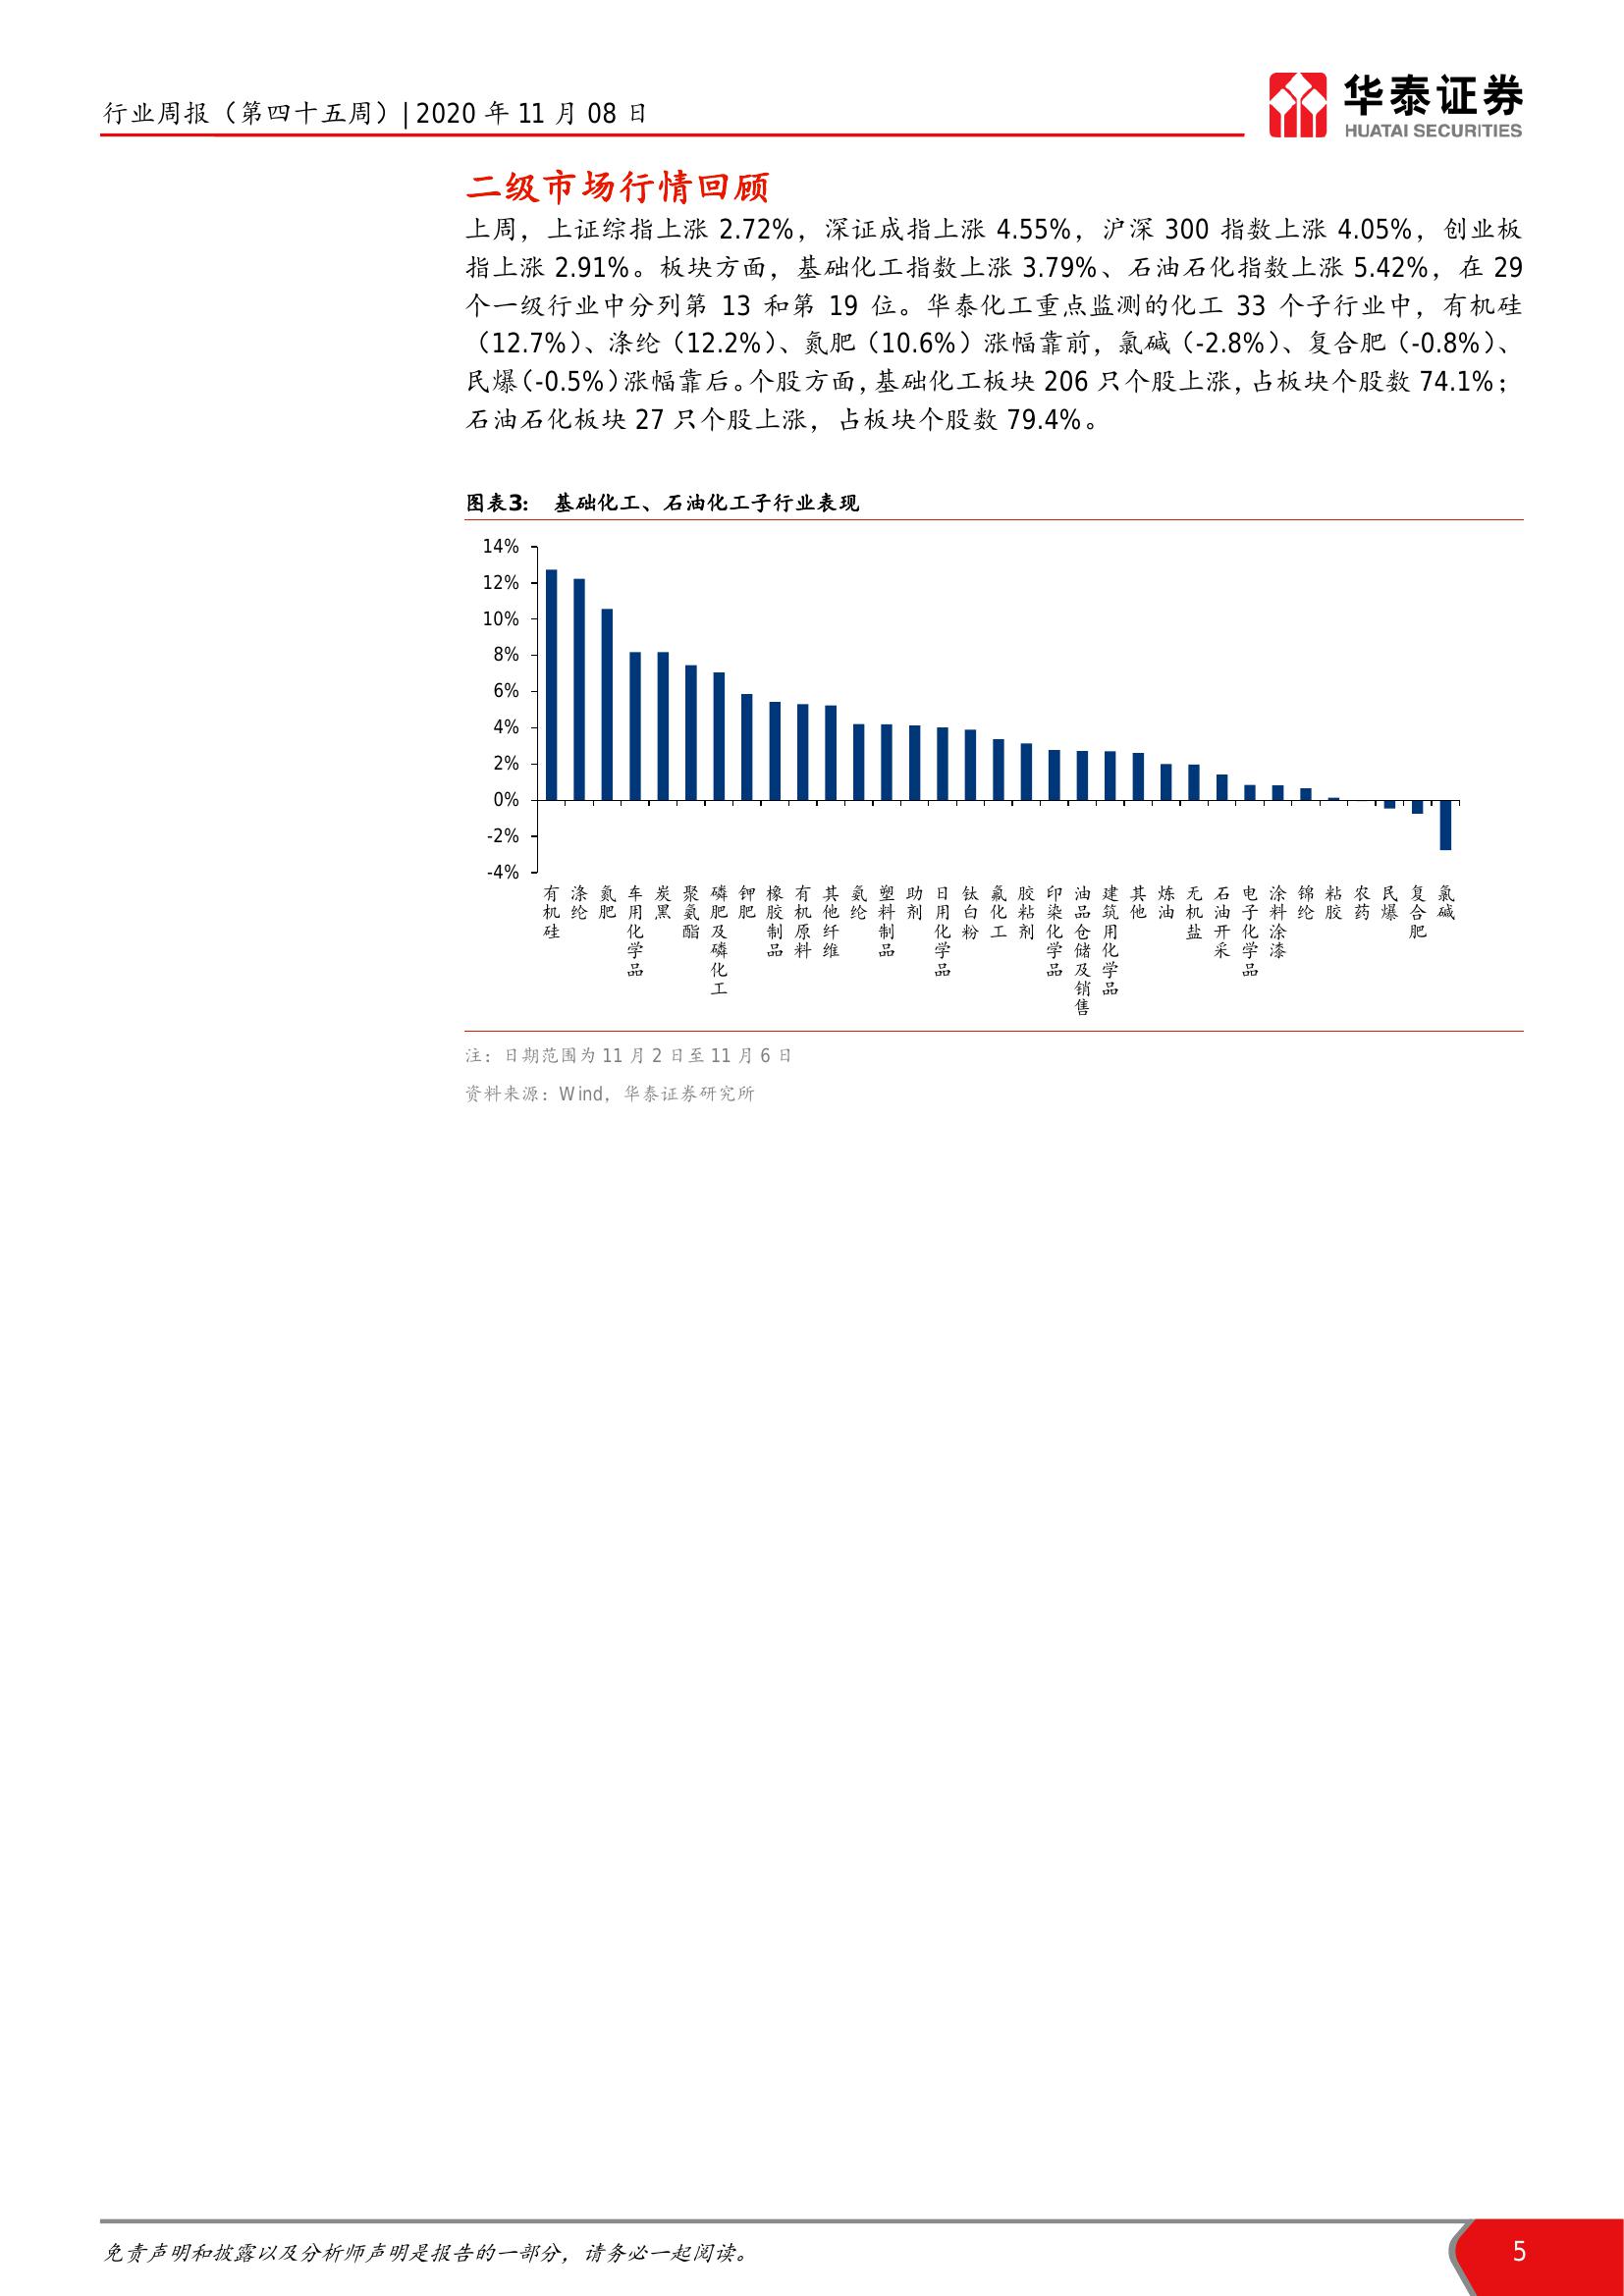 行业周报（第四十五周）| 2020 年 11 月 08 日
华泰证券
HUATAI SECURITIES
二级市场行情回顾
上周，上证综指上涨 2.72%，深证成指上涨 4.55%，沪深 300 指数上涨 4.05%，创业板
指上涨 2.91%。板块方面，基础化工指数上涨 3.79%、石油石化指数上涨 5.42%，在 29
个一级行业中分列第 13 和第 19 位。华泰化工重点监测的化工 33 个子行业中，有机硅
（12.7%）、涤纶（12.2%）、氮肥（10.6%）涨幅靠前，氯碱（-2.8%）、复合肥（-0.8%）、
民爆（-0.5%）涨幅靠后。个股方面，基础化工板块 206 只个股上涨，占板块个股数 74.1%；
石油石化板块 27 只个股上涨，占板块个股数 79.4%。
图表3: 基础化工、石油化工子行业表现
14%
12%
10%
8%
6%
4%
2%
0%
-2%
-4%
有机硅
涤纶
氮肥
车用化学品
炭黑
聚氨酯
磷肥及磷化工
钾肥
橡胶制品
有机原料
其他纤维
氨纶
塑料制品
助剂
日用化学品
钛白粉
氟化工
胶粘剂
印染化学品
油品仓储及销售
建筑用化学品
其他
炼油
无机盐
石油开采
电子化学品
涂料涂漆
锦纶
粘胶
农药
民爆
复合肥
氯碱
注：日期范围为 11 月 2 日至 11 月 6 日
资料来源：Wind，华泰证券研究所
免责声明和披露以及分析师声明是报告的一部分，请务必一起阅读。
5